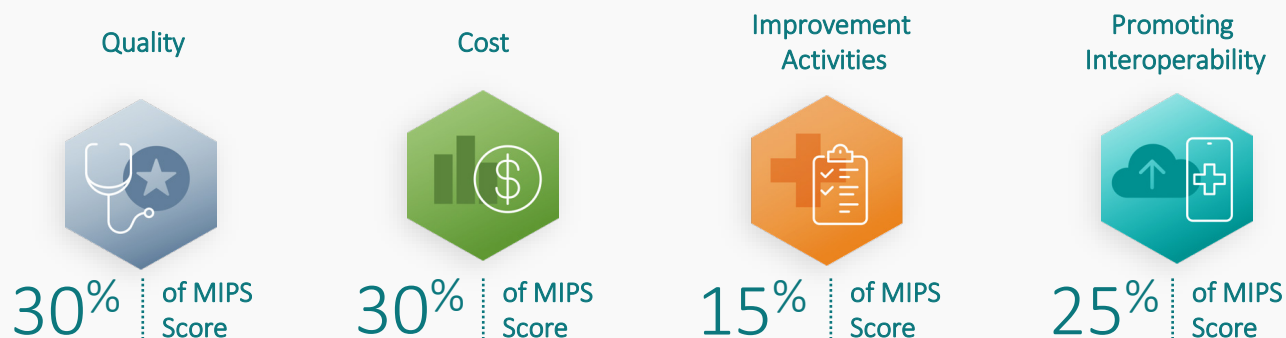 Quality
30%
of MIPS
Score
Cost
30%
of MIPS
Score
Improvement
Activities
15%
of MIPS
Score
Promoting
Interoperability
25%
of MIPS
Score